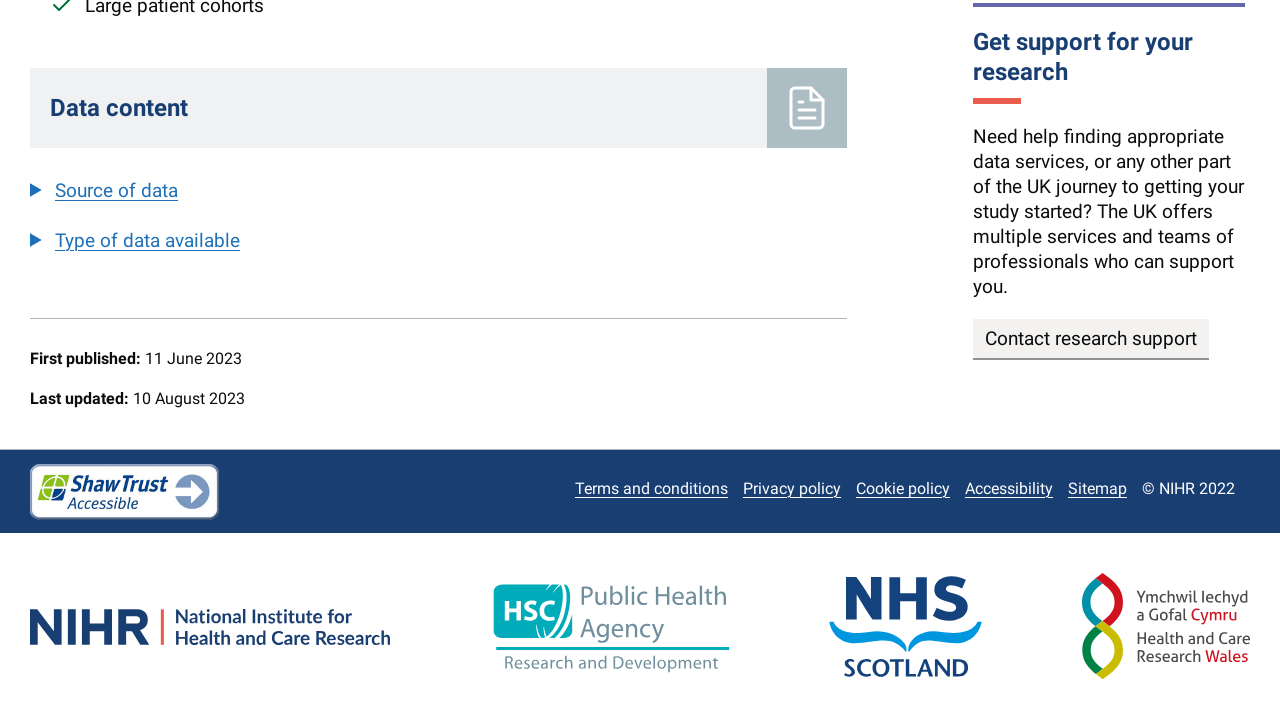 Large patient cohorts
Data content
Source of data
Type of data available
First published: 11 June 2023
Last updated: 10 August 2023
Get support for your
research
Need help finding appropriate
data services, or any other part
of the UK journey to getting your
study started? The UK offers
multiple services and teams of
professionals who can support
you.
Contact research support
ShawTrust
Accessible
Terms and conditions Privacy policy Cookie policy Accessibility Sitemap © NIHR 2022
NIHR | National Institute for
Health and Care Research
HSC Public Health
Agency
Research and Development
NHS
SCOTLAND
Ymchwil Iechyd
a Gofal Cymru
Health and Care
Research Wales